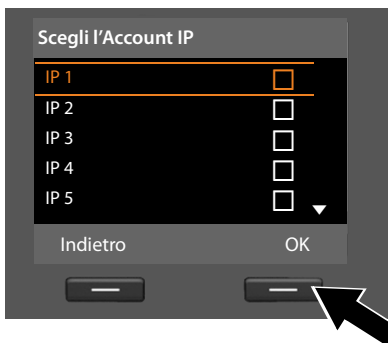 Scegli l'Account IP
IP 1
IP 2
IP 3
IP 4
IP 5
Indietro OK